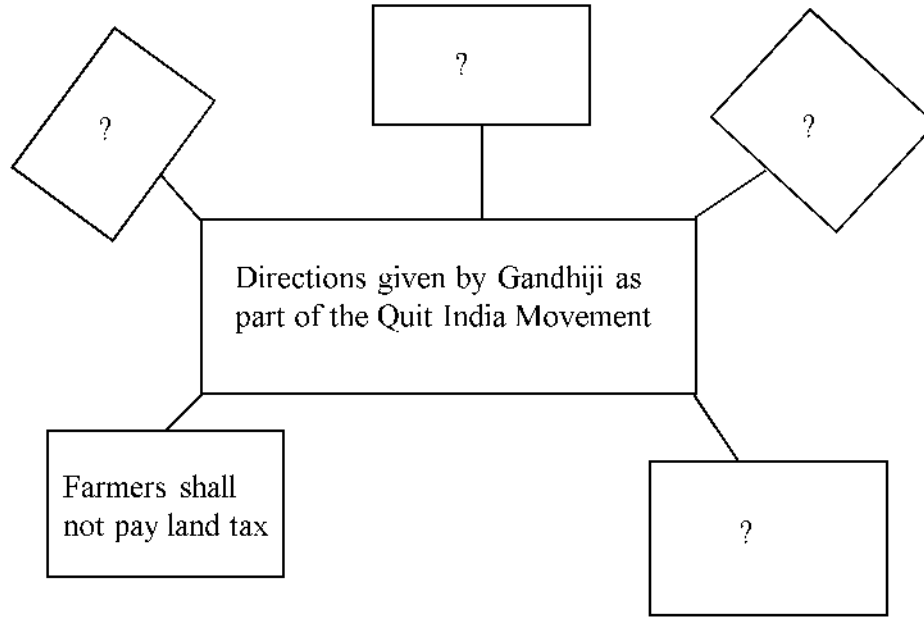 ?
?
?
Directions given by Gandhiji as
part of the Quit India Movement
Farmers shall
not pay land tax
?